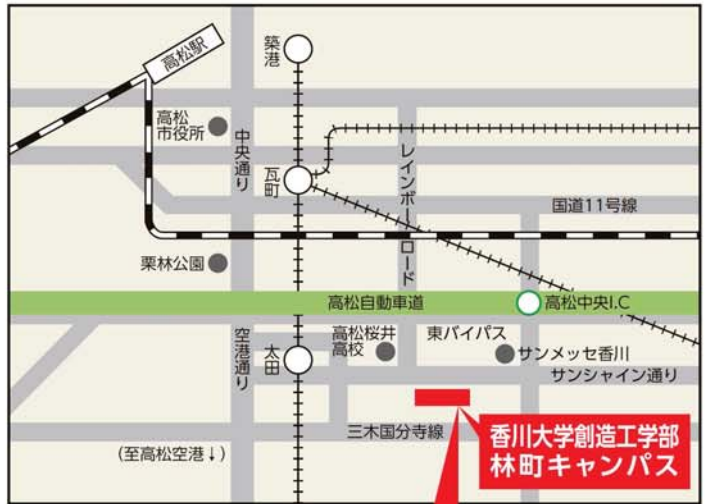 高松駅
築港
高松
市役所
中央通り
瓦町
レインボーロード
国道11号線
栗林公園
高松自動車道
高松中央I.C
空港通り
太田
高松桜井
高校
東バイパス
サンメッセ香川
サンシャイン通り
三木国分寺線
香川大学創造工学部
林町キャンパス
(至高松空港↓)